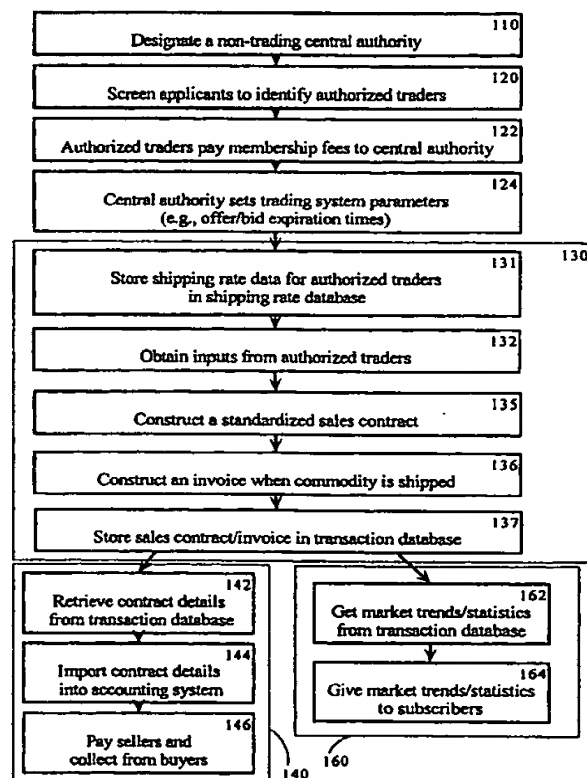 110
Designate a non-trading central authority
120
Screen applicants to identify authorized traders
122
Authorized traders pay membership fees to central authority
124
Central authority sets trading system parameters
(e.g., offer/bid expiration times)
130
131
Store shipping rate data for authorized traders
in shipping rate database
132
Obtain inputs from authorized traders
135
Construct a standardized sales contract
136
Construct an invoice when commodity is shipped
137
Store sales contract/invoice in transaction database
142
Retrieve contract details
from transaction database
144
Import contract details
into accounting system
146
Pay sellers and
collect from buyers
140
162
Get market trends/statistics
from transaction database
164
Give market trends/statistics
to subscribers
160